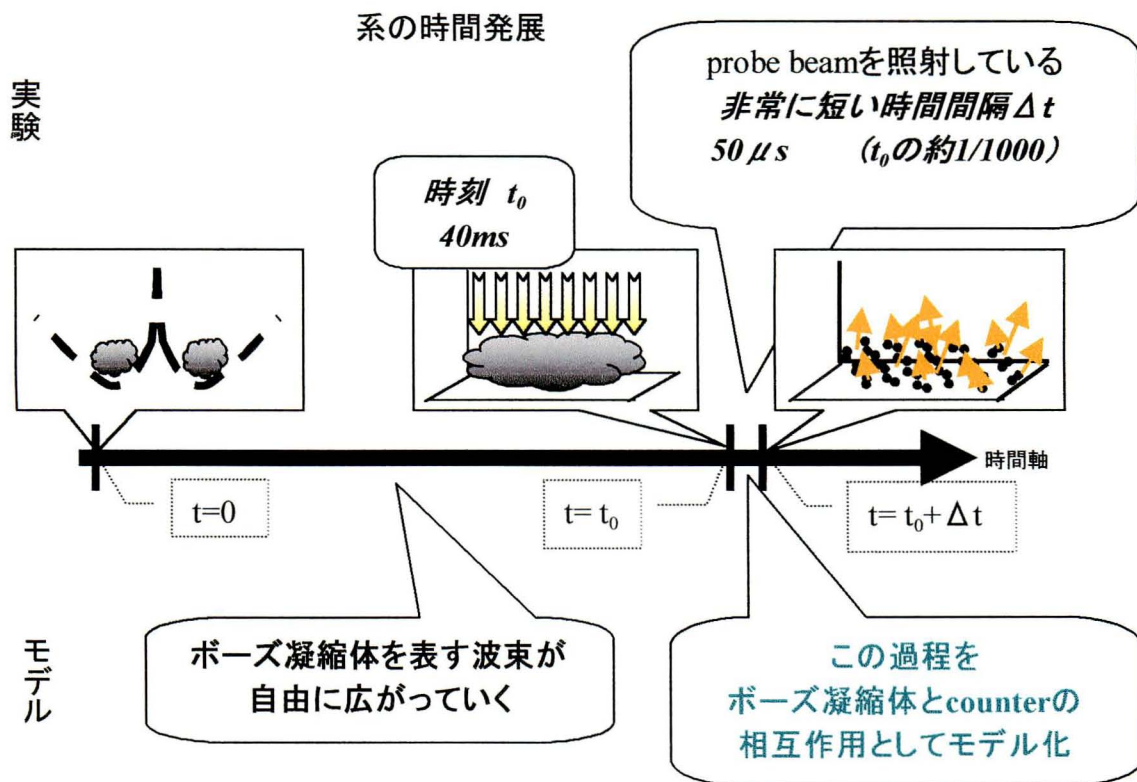 系の時間発展
実験
probe beamを照射している
非常に短い時間間隔Δt
50μs (t₀の約1/1000)
時刻 t₀
40ms
時間軸
t=0
t= t₀
t= t₀+Δt
モデル
ボーズ凝縮体を表す波束が
自由に広がっていく
この過程を
ボーズ凝縮体とcounterの
相互作用としてモデル化